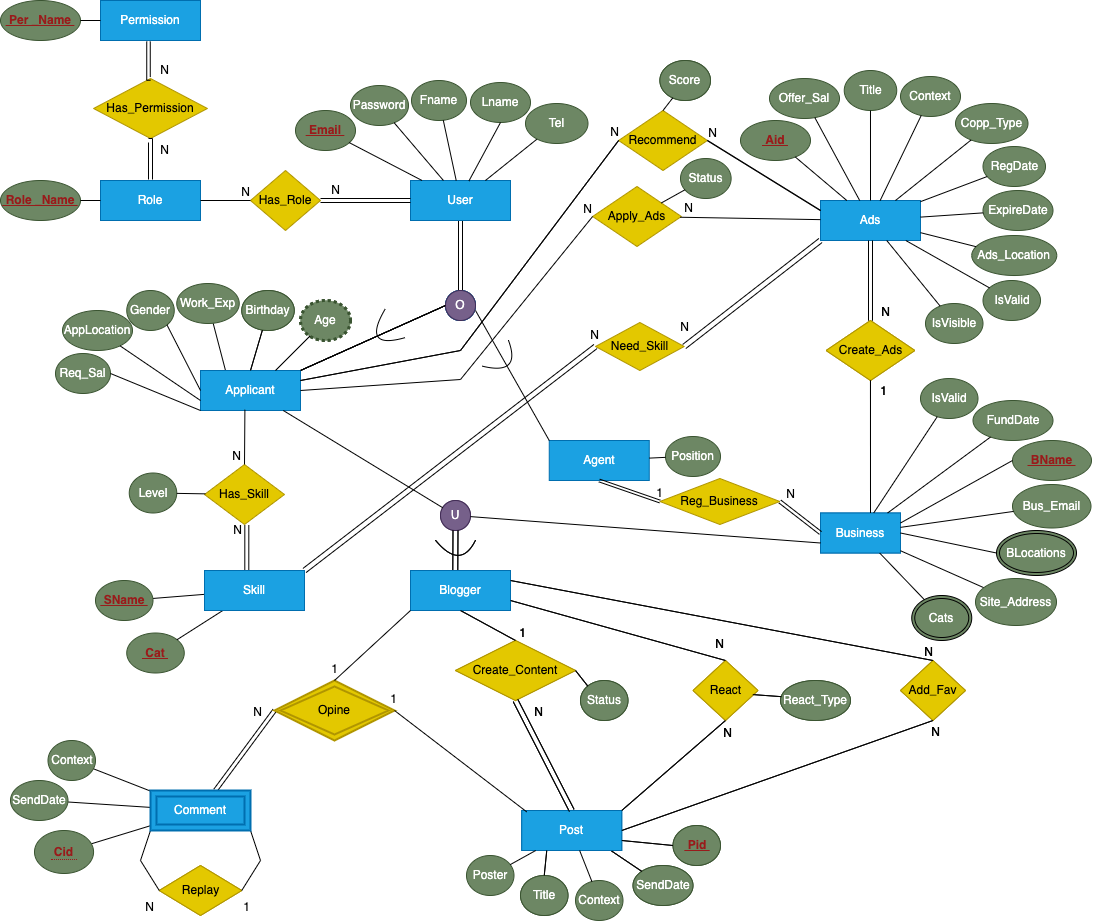 Per_Name
Permission
N
Has_Permission
N
Role_Name
Role
N
Has_Role
N
User
Email
Password
Fname
Lname
Tel
Score
N
Recommend
N
Status
N
Apply_Ads
N
Offer_Sal
Title
Context
Copp_Type
Aid
RegDate
ExpireDate
Ads
Ads_Location
IsValid
IsVisible
O
N
Need_Skill
N
N
Create_Ads
1
AppLocation
Gender
Work_Exp
Birthday
Age
Req_Sal
Applicant
N
Has_Skill
Level
N
SName
Skill
Cat
Agent
Position
1
Reg_Business
N
IsValid
FundDate
BName
Bus_Email
Business
BLocations
Site_Address
Cats
U
Blogger
1
Opine
1
N
1
Create_Content
Status
N
N
React
React_Type
N
N
Add_Fav
N
Context
SendDate
Comment
Cid
Replay
N
1
Post
Pid
Poster
Title
Context
SendDate